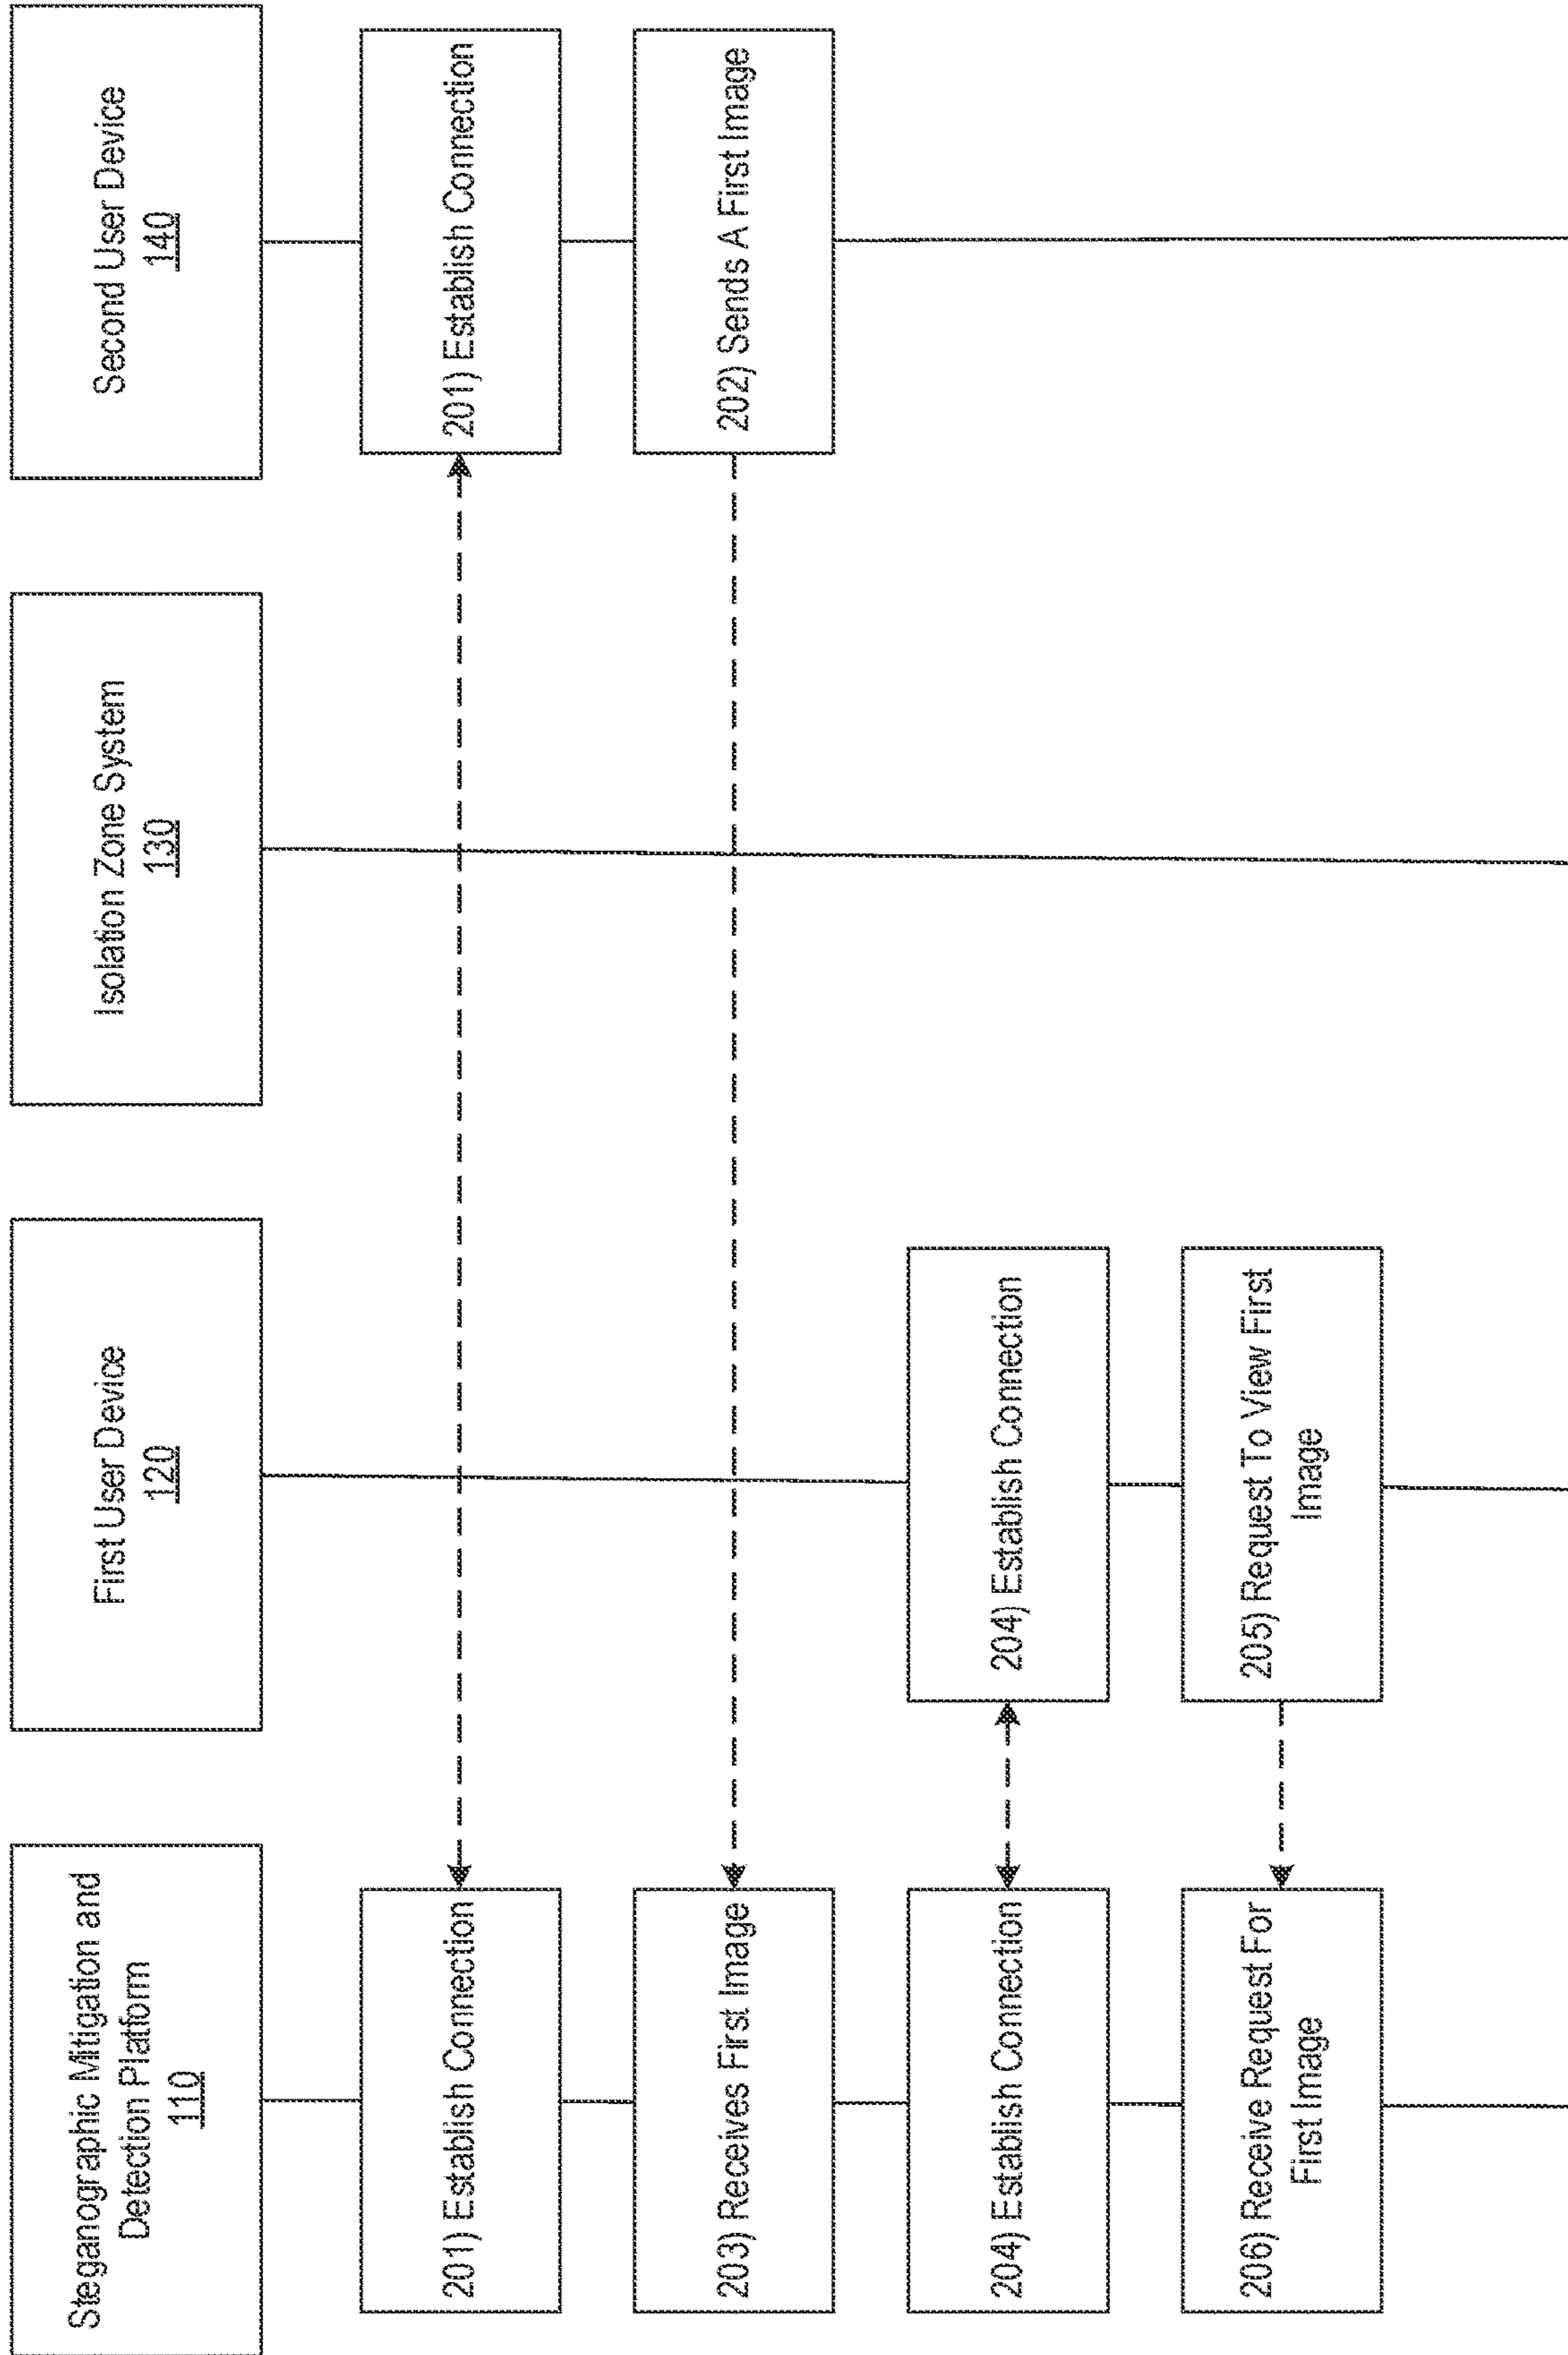 Steganographic Mitigation and
Detection Platform
110
First User Device
120
Isolation Zone System
130
Second User Device
140
201) Establish Connection
201) Establish Connection
203) Receives First Image
202) Sends A First Image
204) Establish Connection
204) Establish Connection
206) Receive Request For
First Image
205) Request To View First
Image